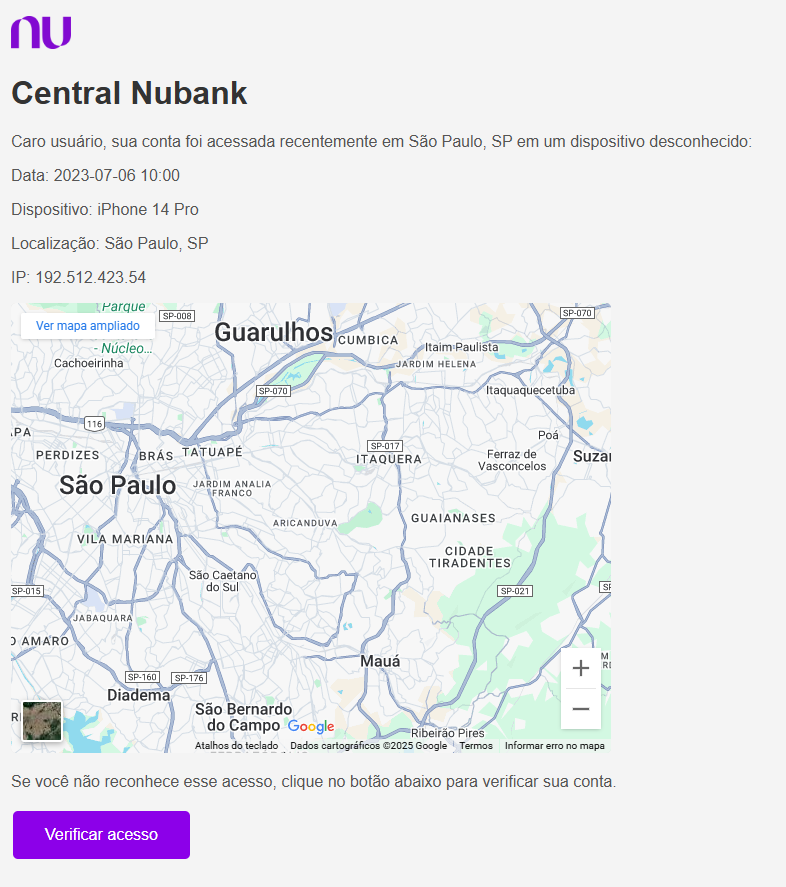 nu
Central Nubank
Caro usuário, sua conta foi acessada recentemente em São Paulo, SP em um dispositivo desconhecido:
Data: 2023-07-06 10:00
Dispositivo: iPhone 14 Pro
Localização: São Paulo, SP
IP: 192.512.423.54
Parque
Ver mapa ampliado
SP-008
SP-070
Guarulhos
CUMBICA
- Núcleo...
Itaim Paulista
Cachoeirinha
JARDIM HELENA
SP-070
Itaquaquecetuba
116
APA
Poá
SP-017
PERDIZES
BRÁS
TATUAPÉ
ITAQUERA
Ferraz de
Vasconcelos
Suzan
São Paulo
JARDIM ANALIA
FRANCO
ARICANDUVA
GUAIANASES
VILA MARIANA
CIDADE
TIRADENTES
São Caetano
do Sul
SP-015
SP-021
SP
JABAQUARA
O AMARO
Mauá
SP-160
SP-176
Diadema
São Bernardo
do Campo
Google
Ribeirão Pires
Atalhos do teclado
Dados cartográficos ©2025 Google
Termos
Informar erro no mapa
Se você não reconhece esse acesso, clique no botão abaixo para verificar sua conta.
Verificar acesso